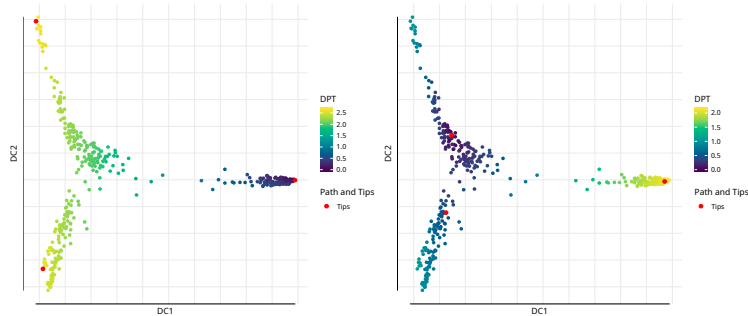 DC2
DC1
DPT
2.5
2.0
1.5
1.0
0.5
0.0
Path and Tips
Tips
DC2
DC1
DPT
2.0
1.5
1.0
0.5
0.0
Path and Tips
Tips